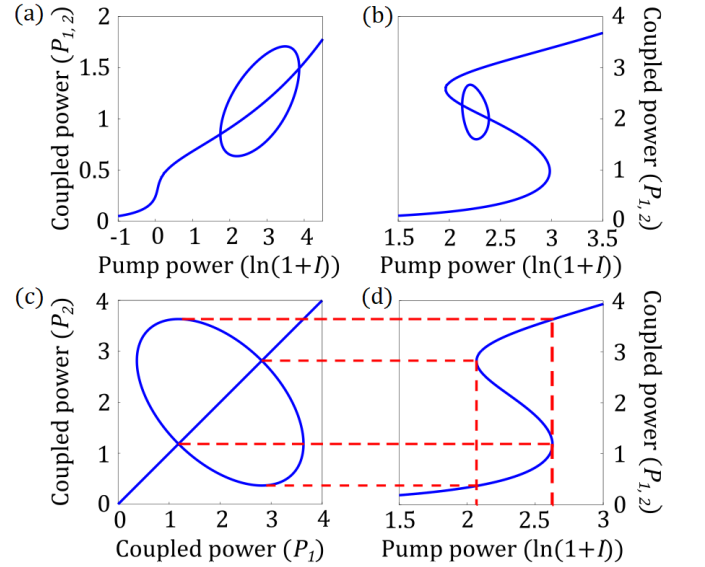 (a)
Coupled power (P1,2)
2
1.5
1
0.5
0
-1 0 1 2 3 4
Pump power (ln(1+I))
(b)
4
3
2
1
0
Coupled power (P1,2)
1.5 2 2.5 3 3.5
Pump power (ln(1+I))
(c)
Coupled power (P2)
4
3
2
1
0
0 1 2 3 4
Coupled power (P1)
(d)
4
3
2
1
0
Coupled power (P1,2)
1.5 2 2.5 3
Pump power (ln(1+I))